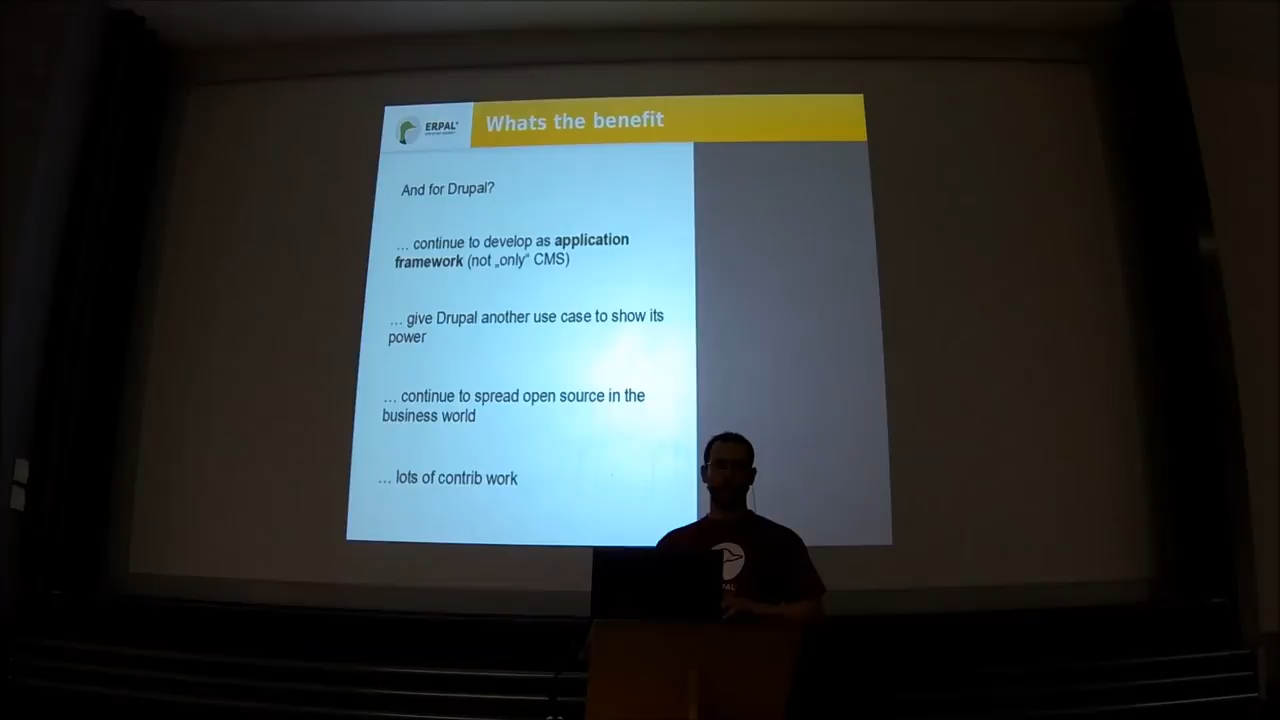 ERPAL
Whats the benefit
And for Drupal?
… continue to develop as application
framework (not „only“ CMS)
… give Drupal another use case to show its
power
… continue to spread open source in the
business world
… lots of contrib work